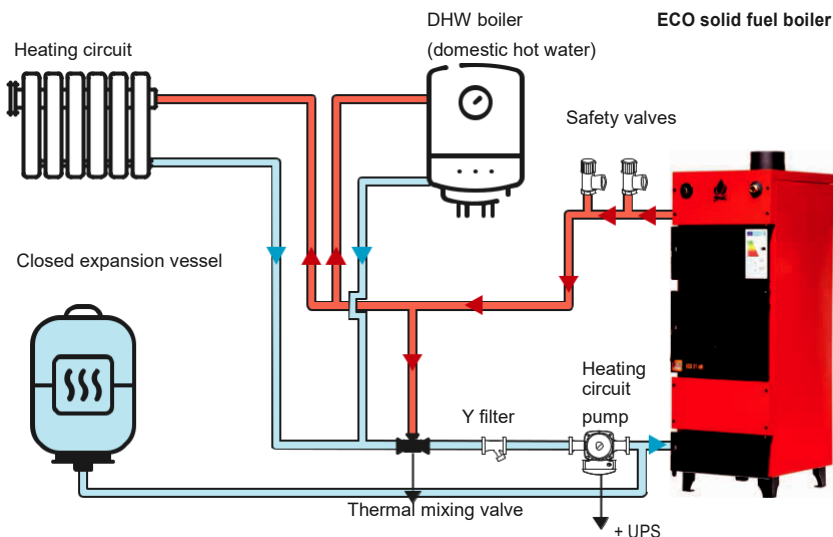 DHW boiler
(domestic hot water)
ECO solid fuel boiler
Heating circuit
Safety valves
Closed expansion vessel
Heating
circuit
pump
Y filter
Thermal mixing valve
+ UPS